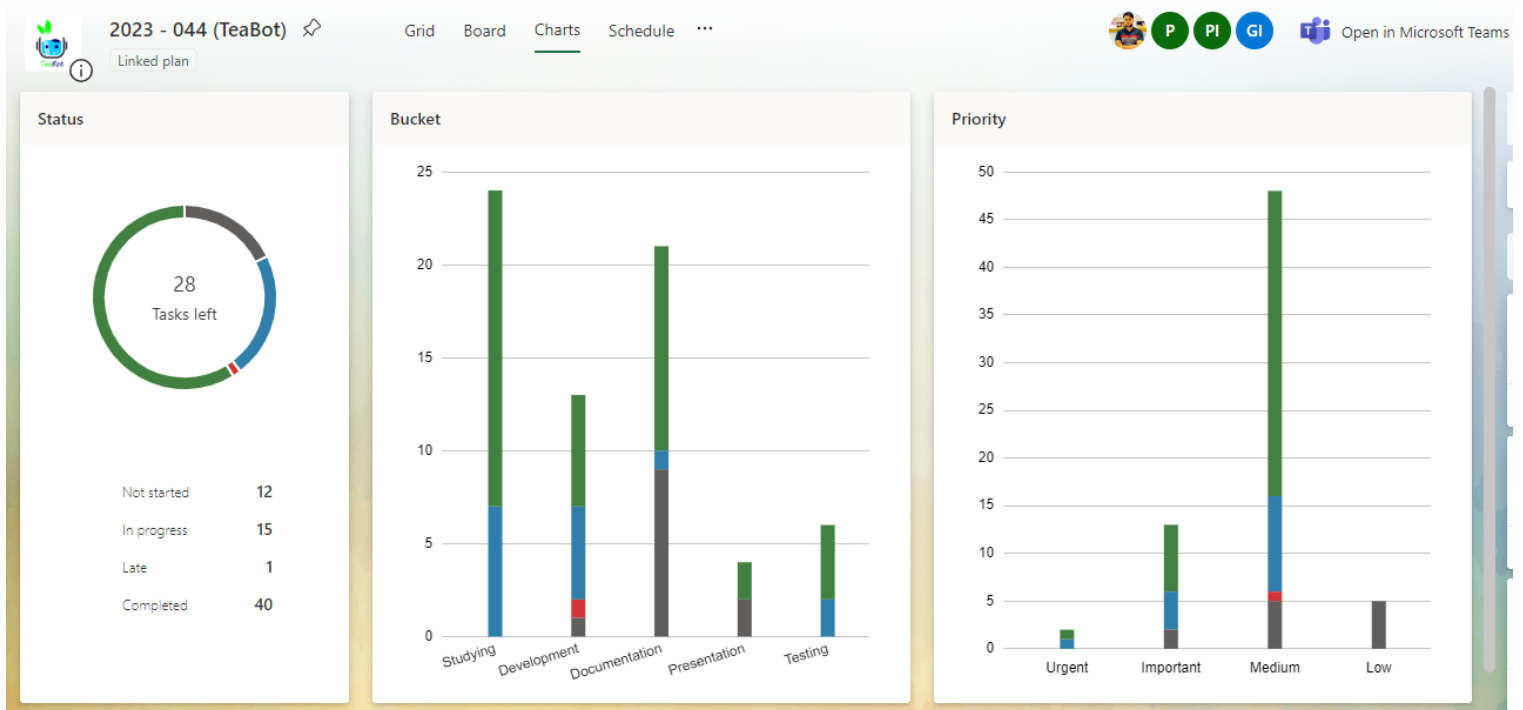 2023 - 044 (TeaBot)
Linked plan
TeaBot
Grid Board Charts Schedule ...
P PI GI
Open in Microsoft Teams
Status
28
Tasks left
Not started 12
In progress 15
Late 1
Completed 40
Bucket
25
20
15
10
5
0
Studying Development Documentation Presentation Testing
Priority
50
45
40
35
30
25
20
15
10
5
0
Urgent Important Medium Low